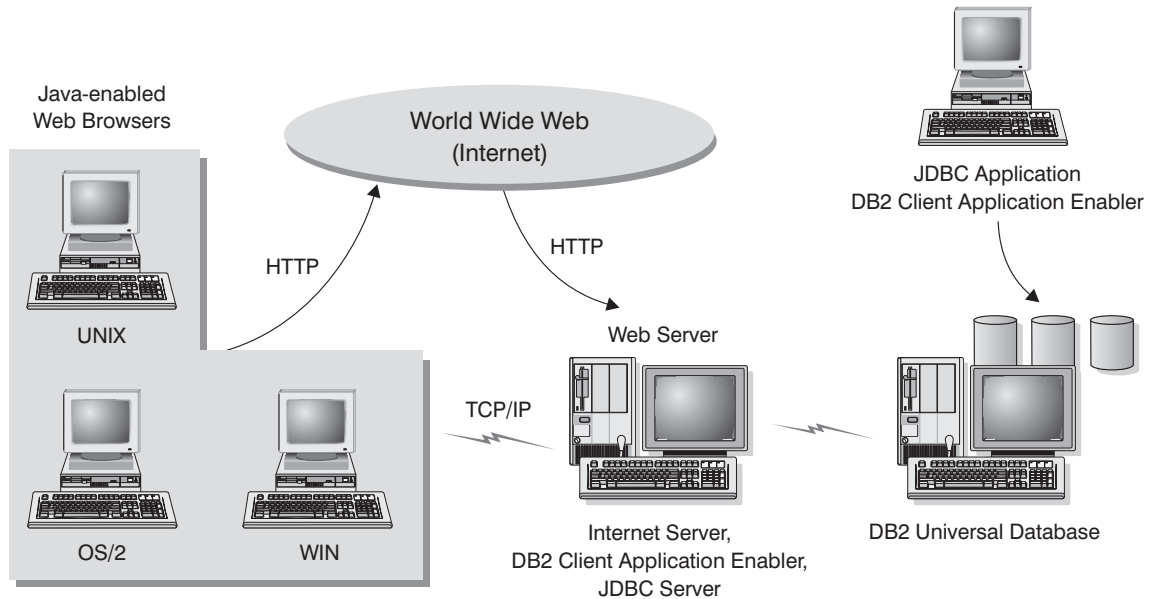 Java-enabled
Web Browsers
World Wide Web
(Internet)
JDBC Application
DB2 Client Application Enabler
HTTP
HTTP
UNIX
Web Server
TCP/IP
OS/2
WIN
Internet Server,
DB2 Client Application Enabler,
JDBC Server
DB2 Universal Database